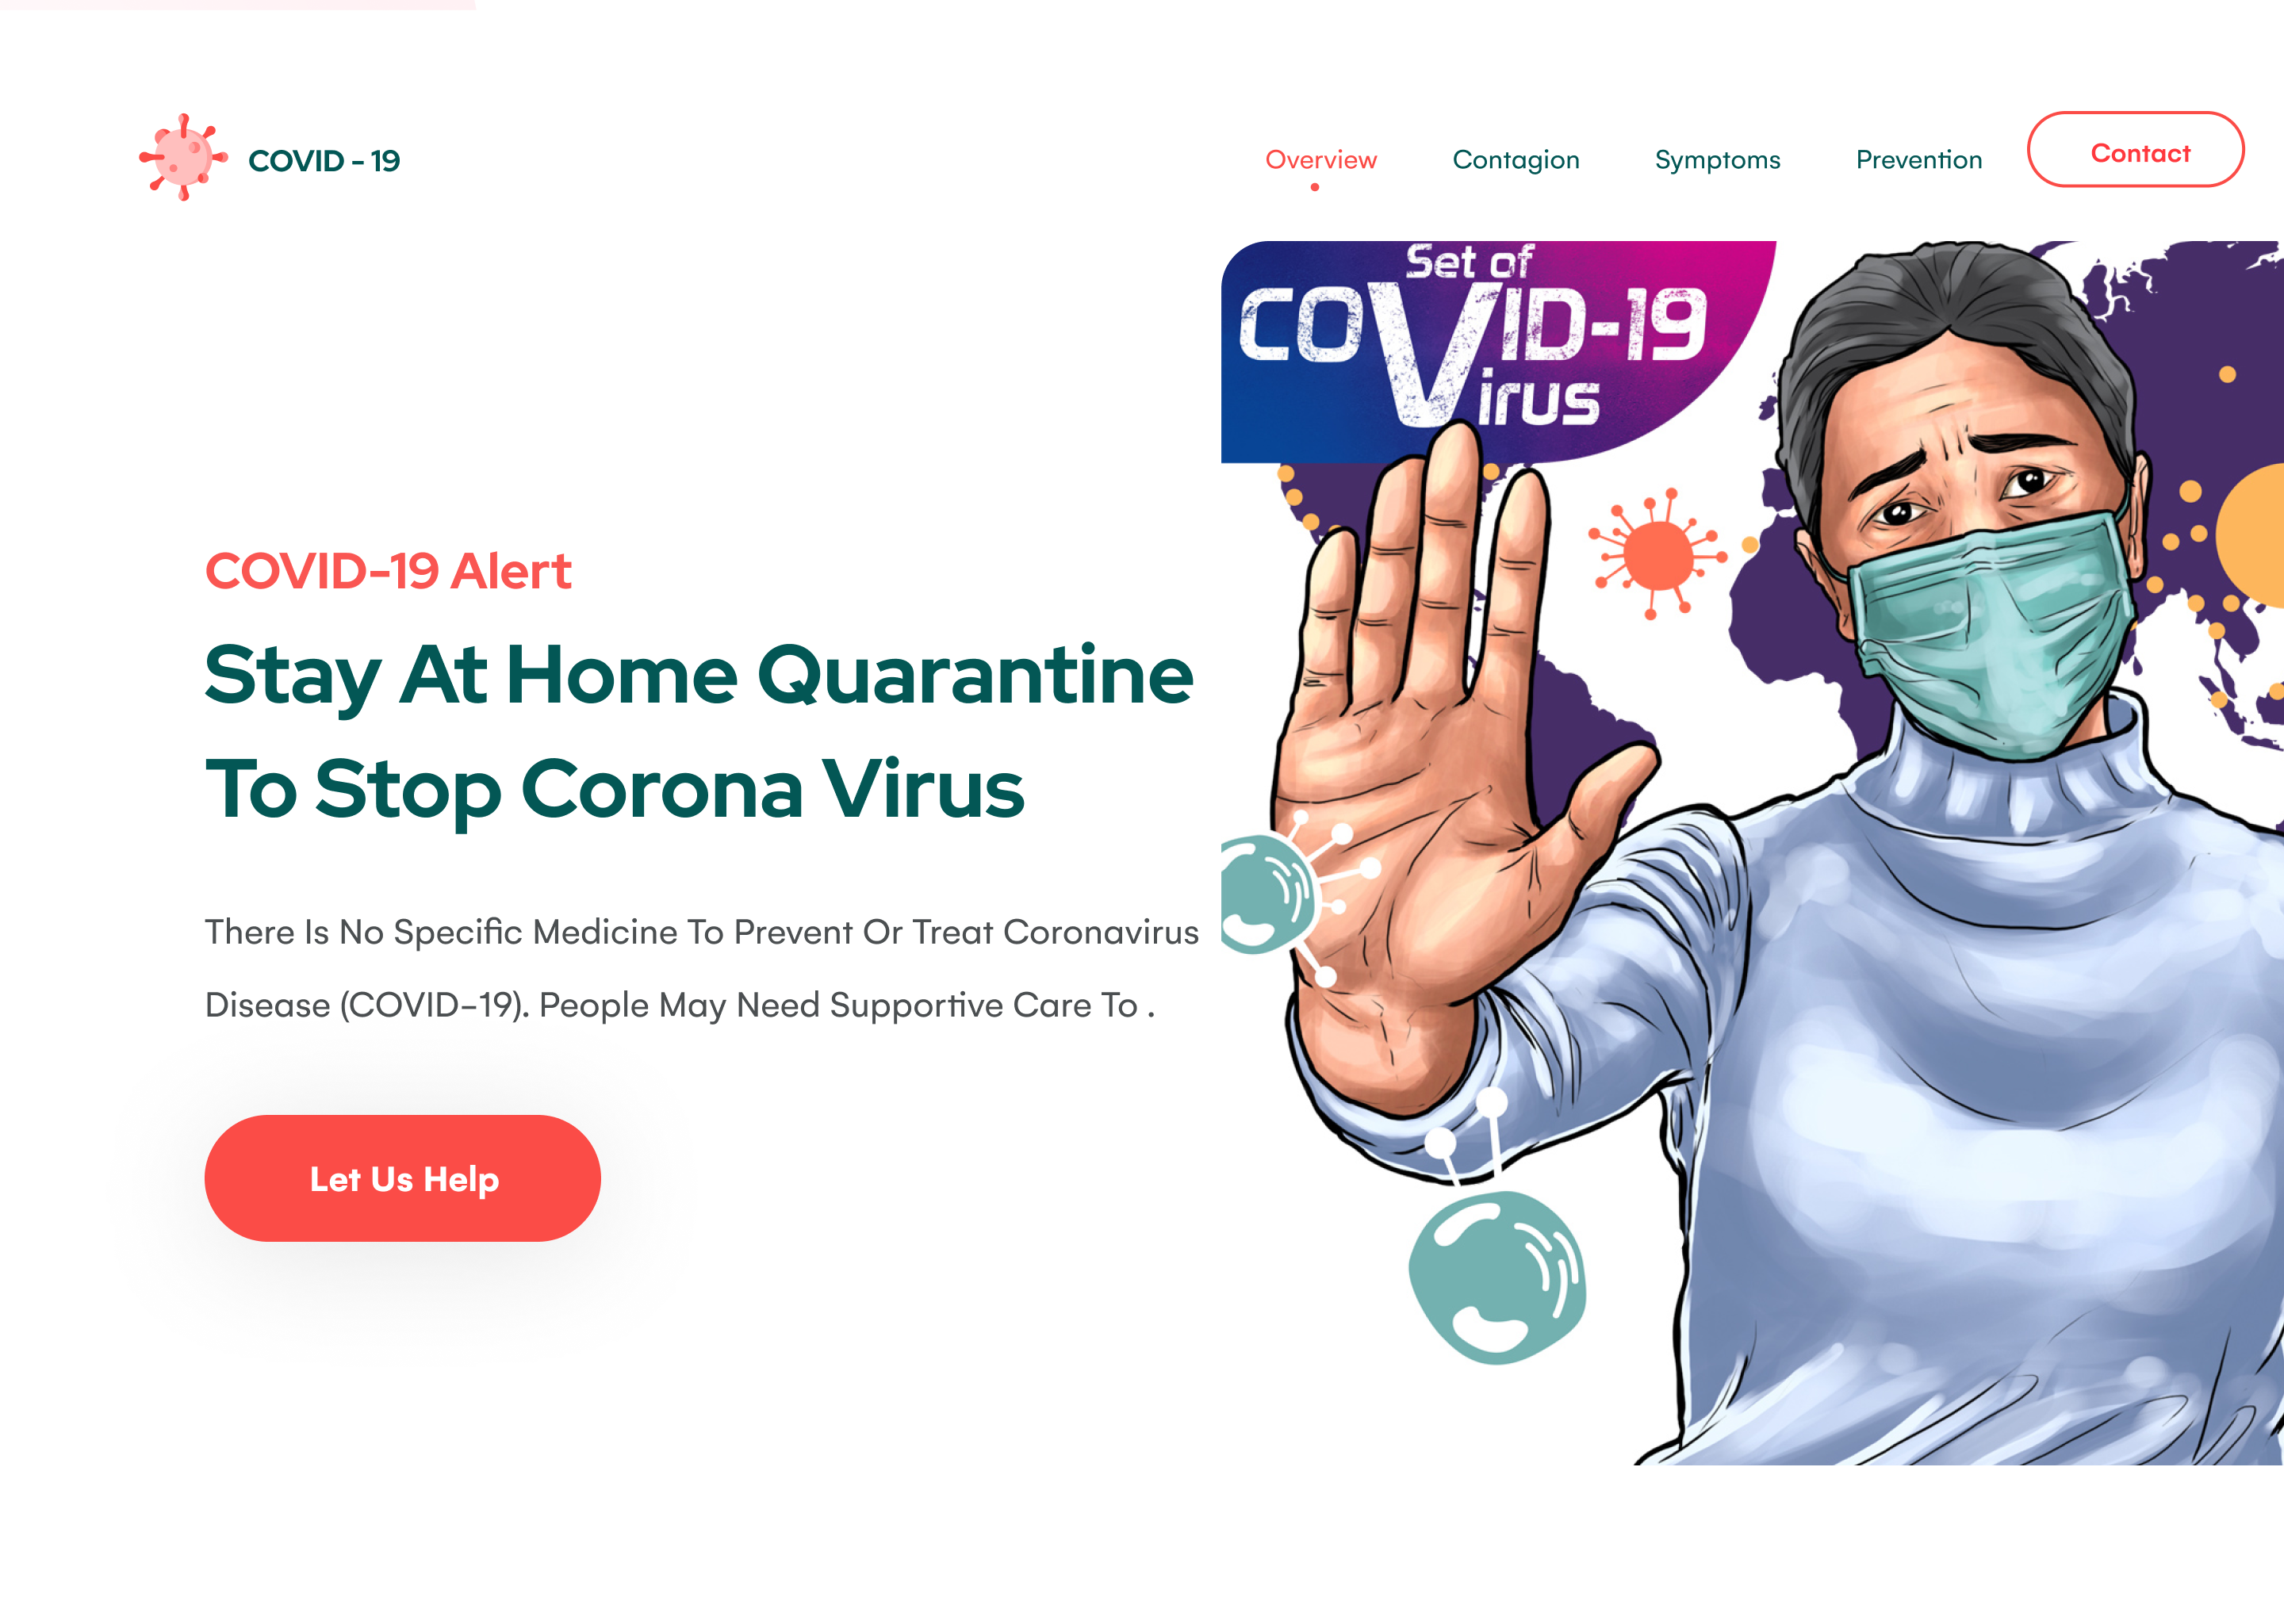 COVID - 19
Overview
Contagion
Symptoms
Prevention
Contact
Set of
COVID-19
Virus
COVID-19 Alert
Stay At Home Quarantine
To Stop Corona Virus
There Is No Specific Medicine To Prevent Or Treat Coronavirus
Disease (COVID-19). People May Need Supportive Care To .
Let Us Help